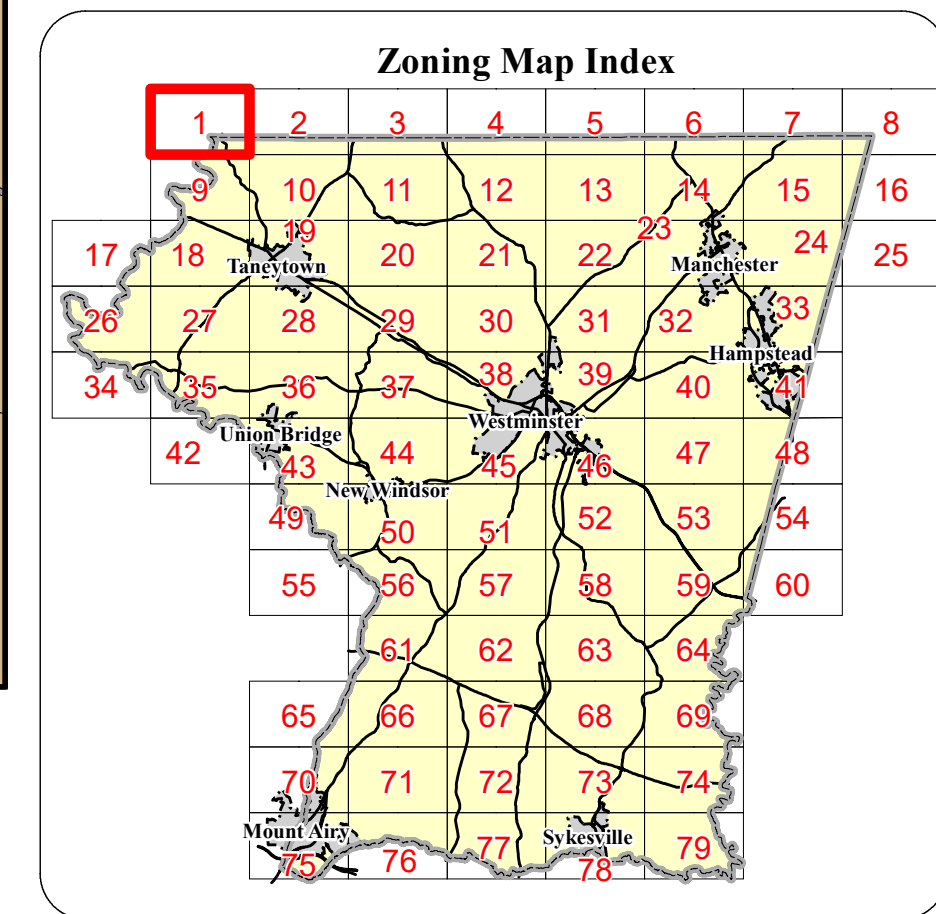 Zoning Map Index
1 2 3 4 5 6 7 8
9 10 11 12 13 14 15 16
19 23
17 18 20 21 22 24 25
Taneytown Manchester
26 27 28 29 30 31 32 33
Hampstead
34 35 36 37 38 39 40 41
Westminster
Union Bridge
42 43 44 45 46 47 48
New Windsor
49 50 51 52 53 54
55 56 57 58 59 60
61 62 63 64
65 66 67 68 69
70 71 72 73 74
Mount Airy Sykesville
75 76 77 78 79